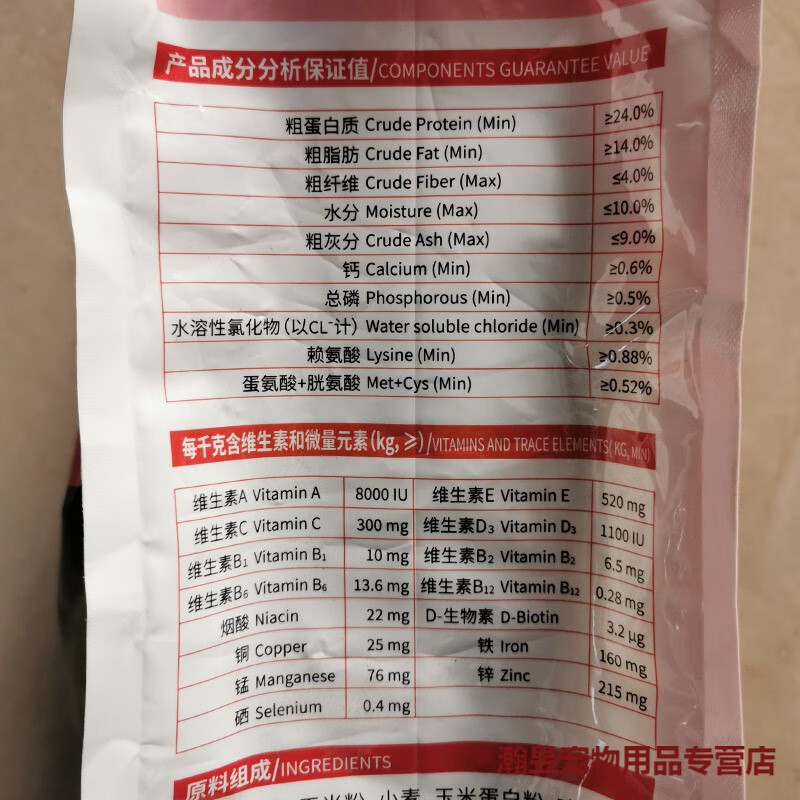 产品成分分析保证值/COMPONENTS GUARANTEE VALUE
粗蛋白质 Crude Protein (Min) ≥24.0%
粗脂肪 Crude Fat (Min) ≥14.0%
粗纤维 Crude Fiber (Max) ≤4.0%
水分 Moisture (Max) ≤10.0%
粗灰分 Crude Ash (Max) ≤9.0%
钙 Calcium (Min) ≥0.6%
总磷 Phosphorous (Min) ≥0.5%
水溶性氯化物(以CL⁻计) Water soluble chloride (Min) ≥0.3%
赖氨酸 Lysine (Min) ≥0.88%
蛋氨酸+胱氨酸 Met+Cys (Min) ≥0.52%
每千克含维生素和微量元素(kg, ≥)/VITAMINS AND TRACE ELEMENTS( KG, MIN)
维生素A Vitamin A 8000 IU 维生素E Vitamin E 520 mg
维生素C Vitamin C 300 mg 维生素D₃ Vitamin D₃ 1100 IU
维生素B₁ Vitamin B₁ 10 mg 维生素B₂ Vitamin B₂ 6.5 mg
维生素B₆ Vitamin B₆ 13.6 mg 维生素B₁₂ Vitamin B₁₂ 0.28 mg
烟酸 Niacin 22 mg D-生物素 D-Biotin 3.2 μg
铜 Copper 25 mg 铁 Iron 160 mg
锰 Manganese 76 mg 锌 Zinc 215 mg
硒 Selenium 0.4 mg
原料组成/INGREDIENTS
小麦, 玉米蛋白粉
宠物用品专营店